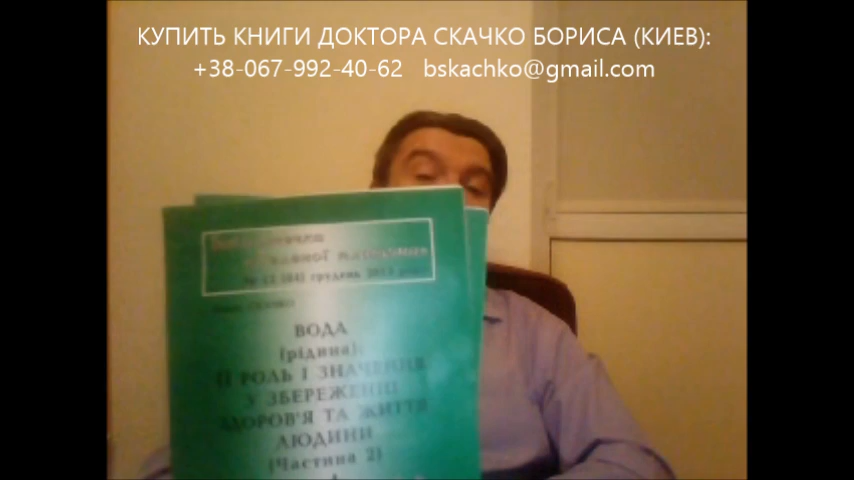 КУПИТЬ КНИГИ ДОКТОРА СКАЧКО БОРИСА (КИЕВ):
+38-067-992-40-62 bskachko@gmail.com
грудень
ВОДА
(рідина):
ЇЇ РОЛЬ І ЗНАЧЕННЯ
У ЗБЕРЕЖЕННІ
ЗДОРОВ'Я ТА ЖИТТЯ
ЛЮДИНИ
(Частина 2)